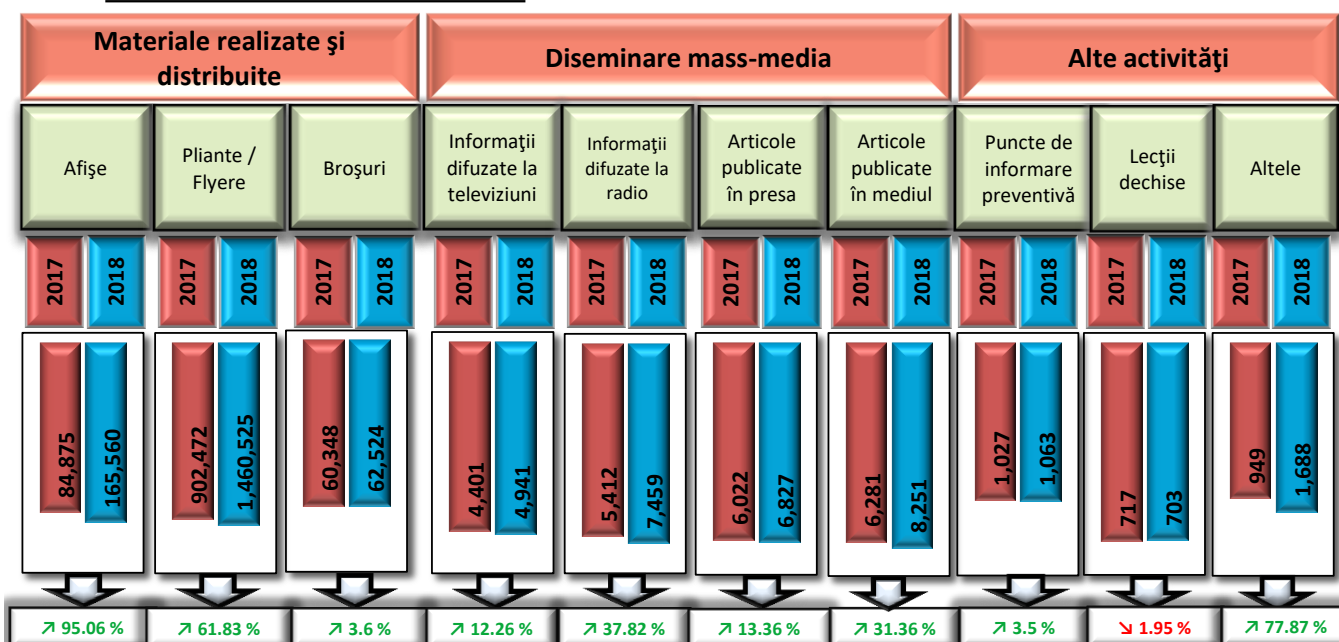 Materiale realizate şi
distribuite
Diseminare mass-media
Alte activităţi
Afişe
Pliante /
Flyere
Broşuri
Informaţii
difuzate la
televiziuni
Informaţii
difuzate la
radio
Articole
publicate
în presa
Articole
publicate
în mediul
Puncte de
informare
preventivă
Lecţii
dechise
Altele
2017
2018
2017
2018
2017
2018
2017
2018
2017
2018
2017
2018
2017
2018
2017
2018
2017
2018
2017
2018
84,875
165,560
902,472
1,460,525
60,348
62,524
4,401
4,941
5,412
7,459
6,022
6,827
6,281
8,251
1,027
1,063
717
703
949
1,688
↗ 95.06 %
↗ 61.83 %
↗ 3.6 %
↗ 12.26 %
↗ 37.82 %
↗ 13.36 %
↗ 31.36 %
↗ 3.5 %
↘ 1.95 %
↗ 77.87 %